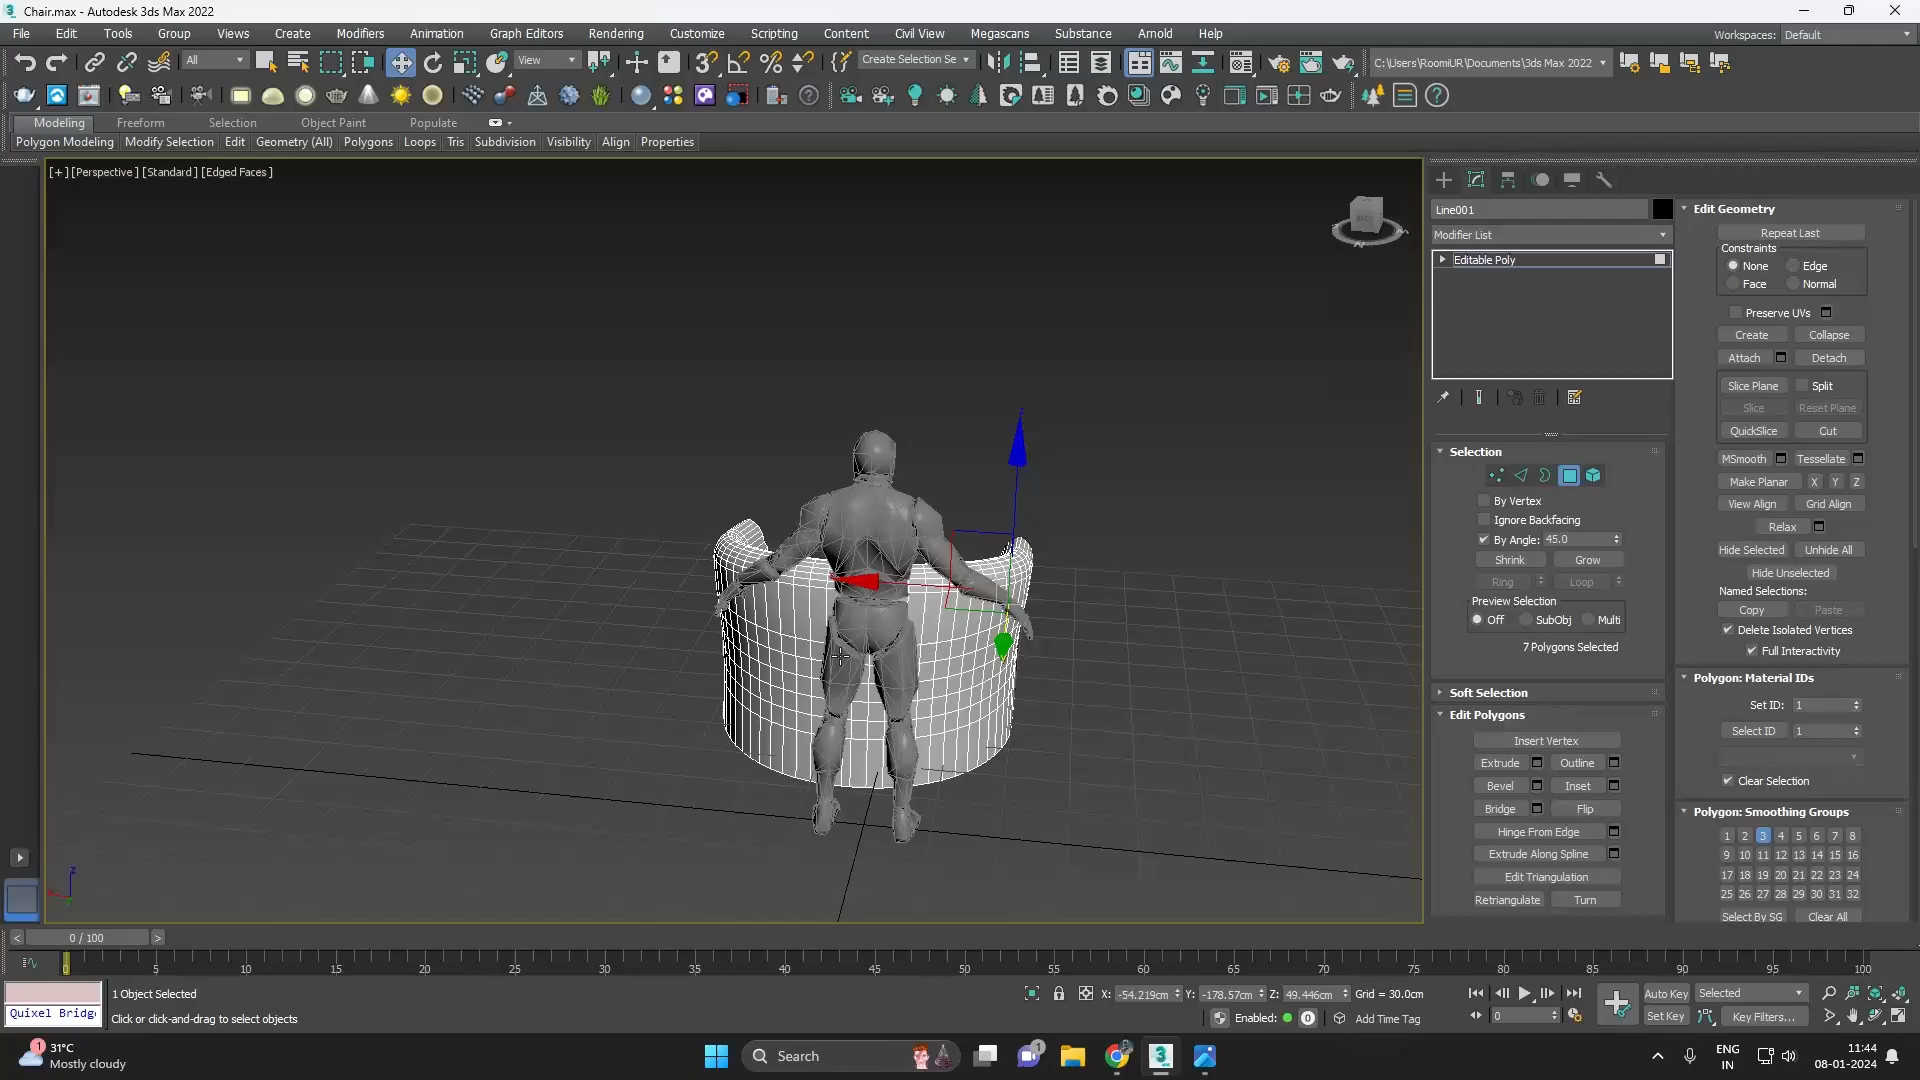 Chair.max - Autodesk 3ds Max 2022
File Edit Tools Group Views Create Modifiers Animation Graph Editors Rendering Customize Scripting Content Civil View Megascans Substance Arnold Help
Workspaces: Default
All View Create Selection Se C:\Users\RoomiUR\Documents\3ds Max 2022
Modeling Freeform Selection Object Paint Populate
Polygon Modeling Modify Selection Edit Geometry (All) Polygons Loops Tris Subdivision Visibility Align Properties
[+] [Perspective] [Standard] [Edged Faces]
Line001
Modifier List
Editable Poly
Selection
By Vertex
Ignore Backfacing
By Angle: 45.0
Shrink Grow
Ring Loop
Preview Selection
Off SubObj Multi
7 Polygons Selected
Soft Selection
Edit Polygons
Insert Vertex
Extrude Outline
Bevel Inset
Bridge Flip
Hinge From Edge
Extrude Along Spline
Edit Triangulation
Retriangulate Turn
Edit Geometry
Repeat Last
Constraints
None Edge
Face Normal
Preserve UVs
Create Collapse
Attach Detach
Slice Plane Split
Slice Reset Plane
QuickSlice Cut
MSmooth Tessellate
Make Planar X Y Z
View Align Grid Align
Relax
Hide Selected Unhide All
Hide Unselected
Named Selections:
Copy Paste
Delete Isolated Vertices
Full Interactivity
Polygon: Material IDs
Set ID: 1
Select ID 1
Clear Selection
Polygon: Smoothing Groups
1 2 3 4 5 6 7 8
9 10 11 12 13 14 15 16
17 18 19 20 21 22 23 24
25 26 27 28 29 30 31 32
Select By SG Clear All
z
< 0 / 100 >
0 5 10 15 20 25 30 35 40 45 50 55 60 65 70 75 80 85 90 95 100
1 Object Selected X: -54.219cm Y: -178.57cm Z: 49.446cm Grid = 30.0cm Auto Key Selected
Quixel Bridg Click or click-and-drag to select objects Enabled: 0 Add Time Tag 0 Set Key Key Filters...
1 31°C
Mostly cloudy
Search
1
3
ENG
IN
11:44
08-01-2024